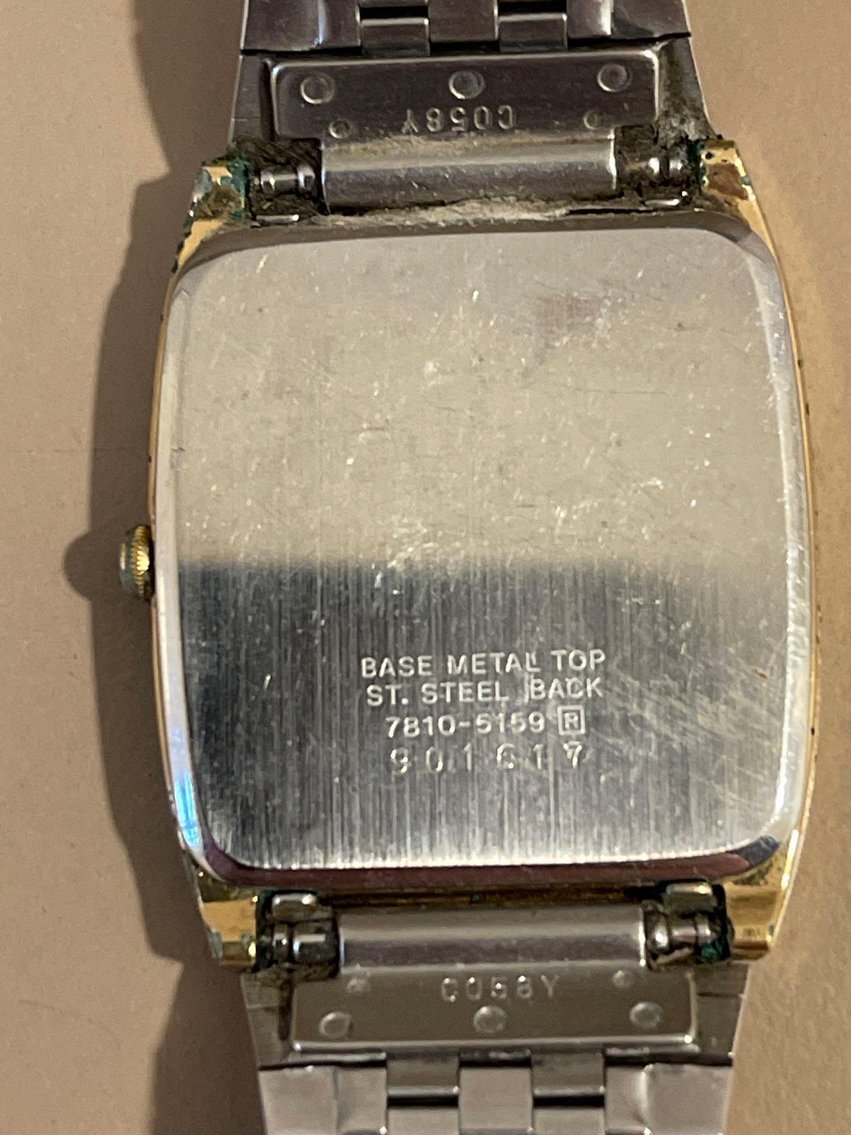 C058Y
BASE METAL TOP
ST. STEEL BACK
7810-5159 R
901617
C058Y